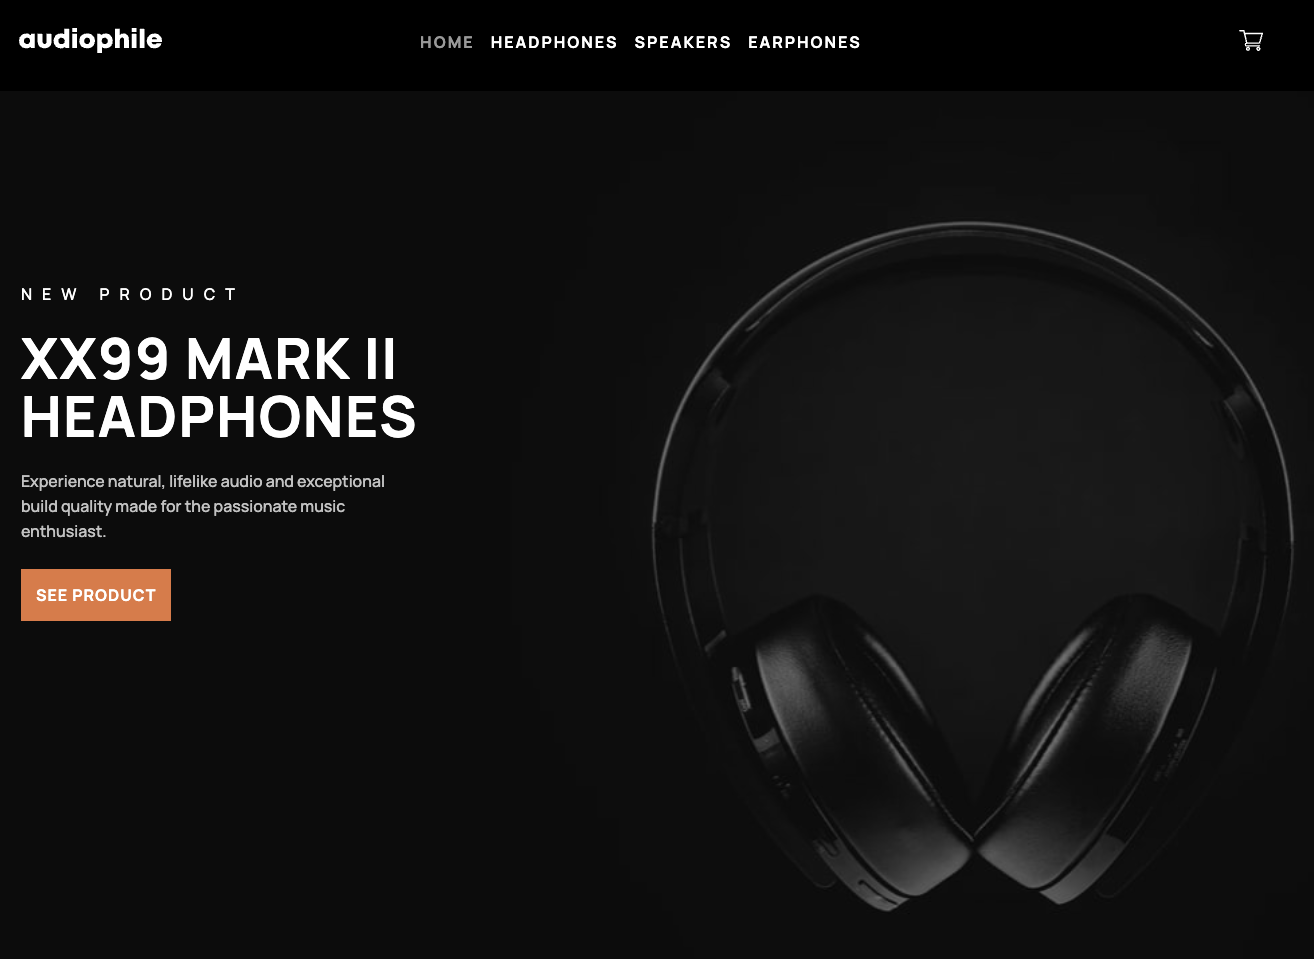 audiophile
HOME HEADPHONES SPEAKERS EARPHONES
NEW PRODUCT
XX99 MARK II
HEADPHONES
Experience natural, lifelike audio and exceptional
build quality made for the passionate music
enthusiast.
SEE PRODUCT